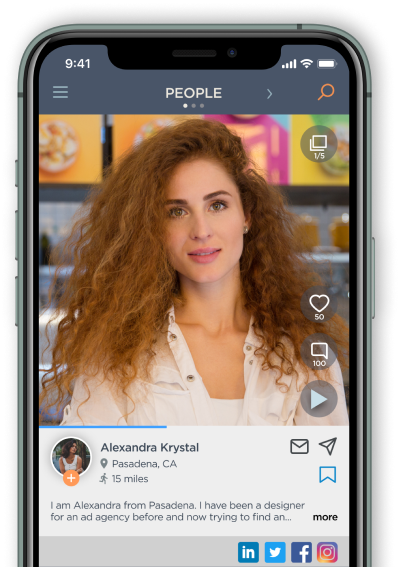 9:41
PEOPLE
1/5
50
100
Alexandra Krystal
Pasadena, CA
15 miles
I am Alexandra from Pasadena. I have been a designer
for an ad agency before and now trying to find an... more
in f